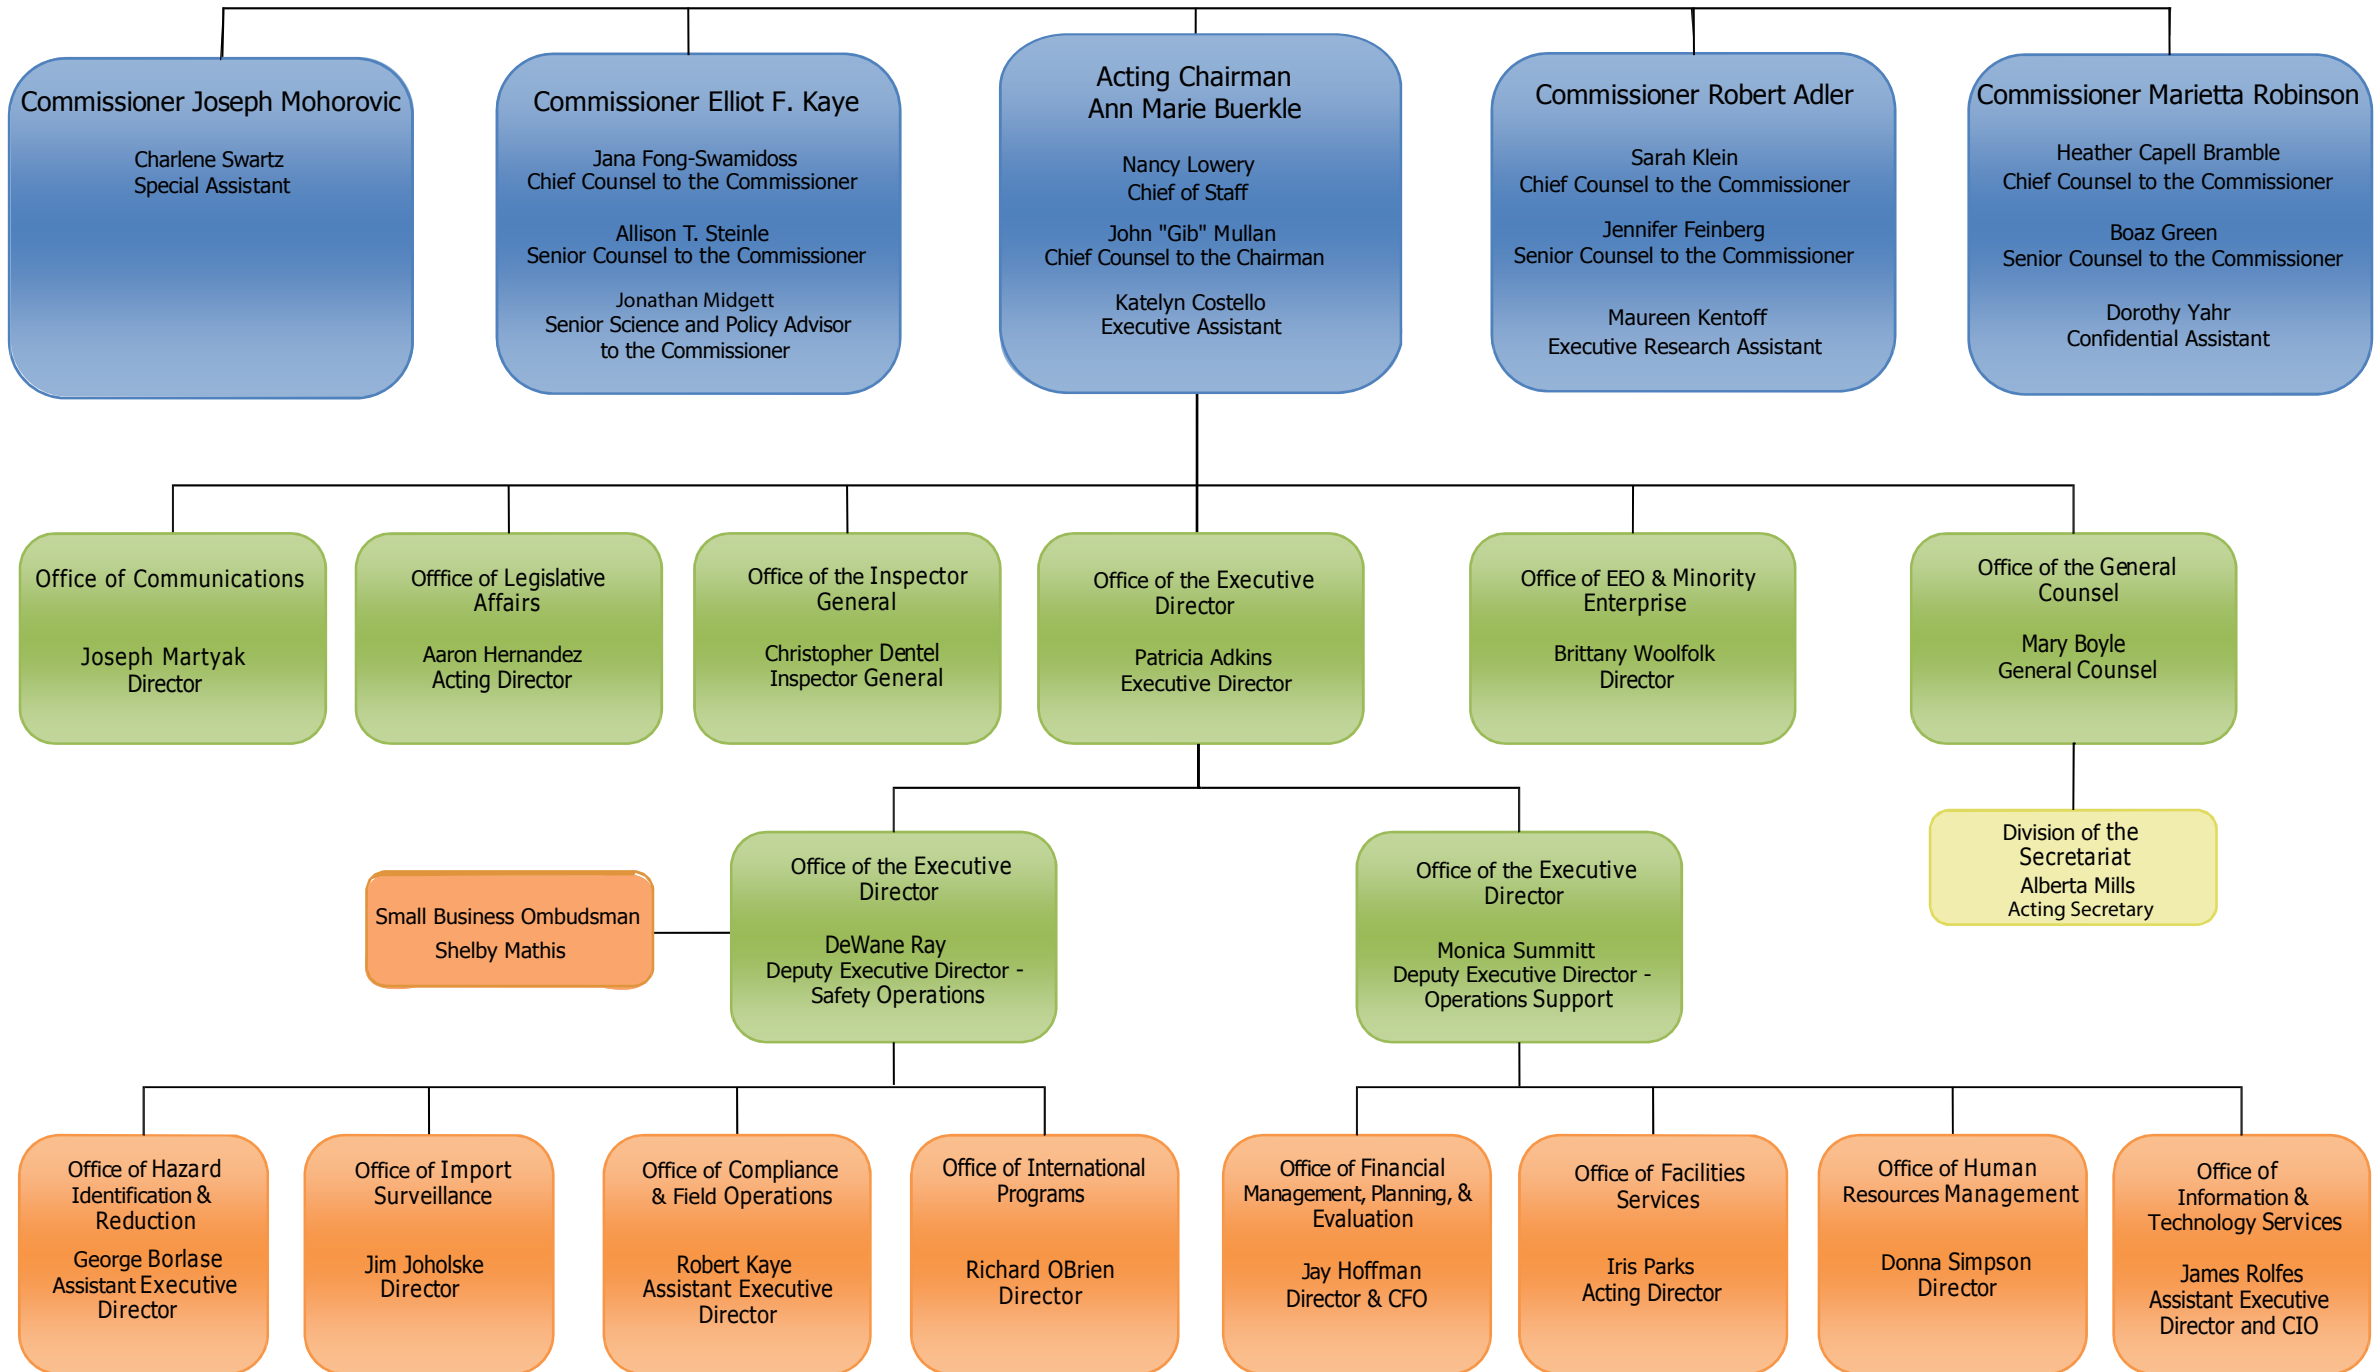 Commissioner Joseph Mohorovic
Charlene Swartz
Special Assistant
Commissioner Elliot F. Kaye
Jana Fong-Swamidoss
Chief Counsel to the Commissioner
Allison T. Steinle
Senior Counsel to the Commissioner
Jonathan Midgett
Senior Science and Policy Advisor
to the Commissioner
Acting Chairman
Ann Marie Buerkle
Nancy Lowery
Chief of Staff
John "Gib" Mullan
Chief Counsel to the Chairman
Katelyn Costello
Executive Assistant
Commissioner Robert Adler
Sarah Klein
Chief Counsel to the Commissioner
Jennifer Feinberg
Senior Counsel to the Commissioner
Maureen Kentoff
Executive Research Assistant
Commissioner Marietta Robinson
Heather Capell Bramble
Chief Counsel to the Commissioner
Boaz Green
Senior Counsel to the Commissioner
Dorothy Yahr
Confidential Assistant
Office of Communications
Joseph Martyak
Director
Offfice of Legislative
Affairs
Aaron Hernandez
Acting Director
Office of the Inspector
General
Christopher Dentel
Inspector General
Office of the Executive
Director
Patricia Adkins
Executive Director
Office of EEO & Minority
Enterprise
Brittany Woolfolk
Director
Office of the General
Counsel
Mary Boyle
General Counsel
Division of the
Secretariat
Alberta Mills
Acting Secretary
Small Business Ombudsman
Shelby Mathis
Office of the Executive
Director
DeWane Ray
Deputy Executive Director -
Safety Operations
Office of the Executive
Director
Monica Summitt
Deputy Executive Director -
Operations Support
Office of Hazard
Identification &
Reduction
George Borlase
Assistant Executive
Director
Office of Import
Surveillance
Jim Joholske
Director
Office of Compliance
& Field Operations
Robert Kaye
Assistant Executive
Director
Office of International
Programs
Richard OBrien
Director
Office of Financial
Management, Planning, &
Evaluation
Jay Hoffman
Director & CFO
Office of Facilities
Services
Iris Parks
Acting Director
Office of Human
Resources Management
Donna Simpson
Director
Office of
Information &
Technology Services
James Rolfes
Assistant Executive
Director and CIO